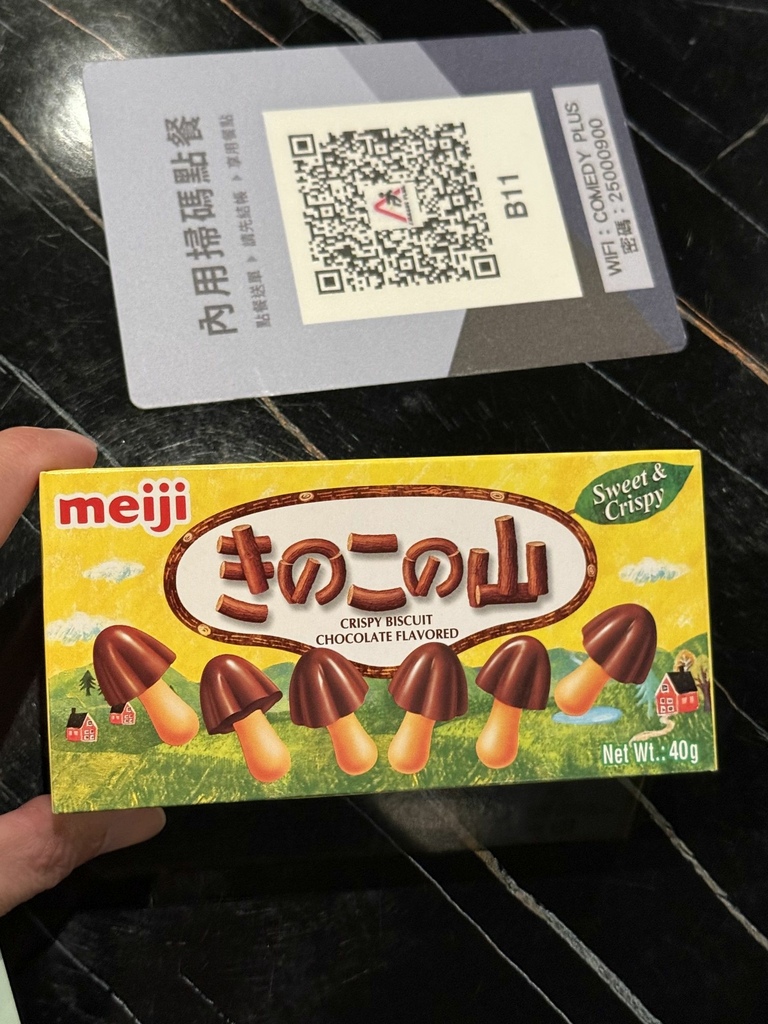 內用掃碼點餐
點餐送單 ▸ 請先結帳 ▸ 享用餐點
B11
WIFI：COMEDY PLUS
密碼：25000900
meiji
Sweet &
Crispy
きのこの山
CRISPY BISCUIT
CHOCOLATE FLAVORED
Net Wt.: 40g